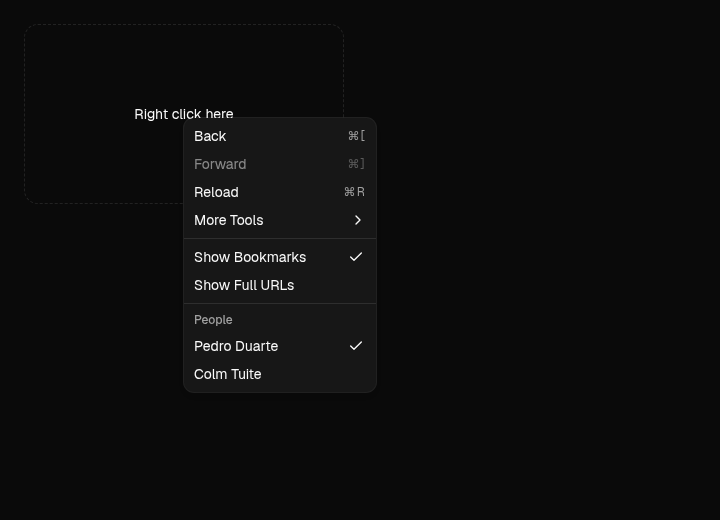 Right click here
Back ⌘[
Forward ⌘]
Reload ⌘R
More Tools
Show Bookmarks
Show Full URLs
People
Pedro Duarte
Colm Tuite